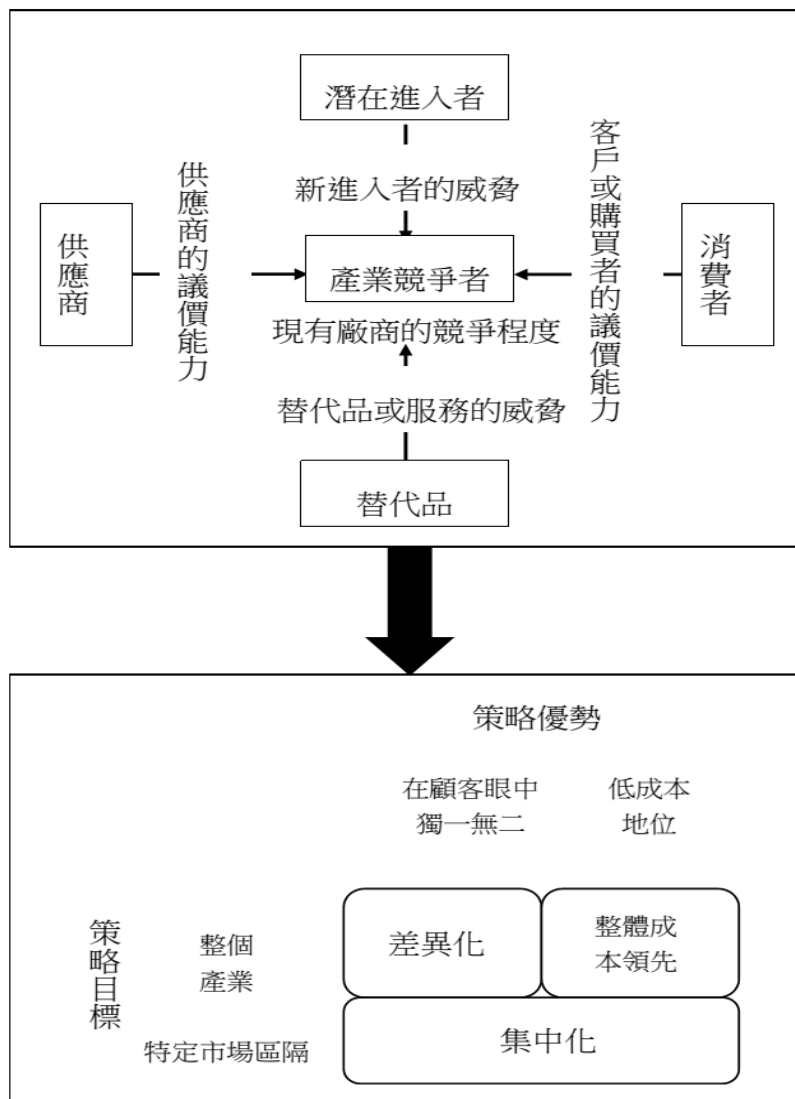 潛在進入者
供應商的議價能力
客戶或購買者的議價能力
新進入者的威脅
供應商
產業競爭者
消費者
現有廠商的競爭程度
替代品或服務的威脅
替代品
策略優勢
在顧客眼中
獨一無二
低成本
地位
策略目標
整個
產業
差異化
整體成
本領先
特定市場區隔
集中化